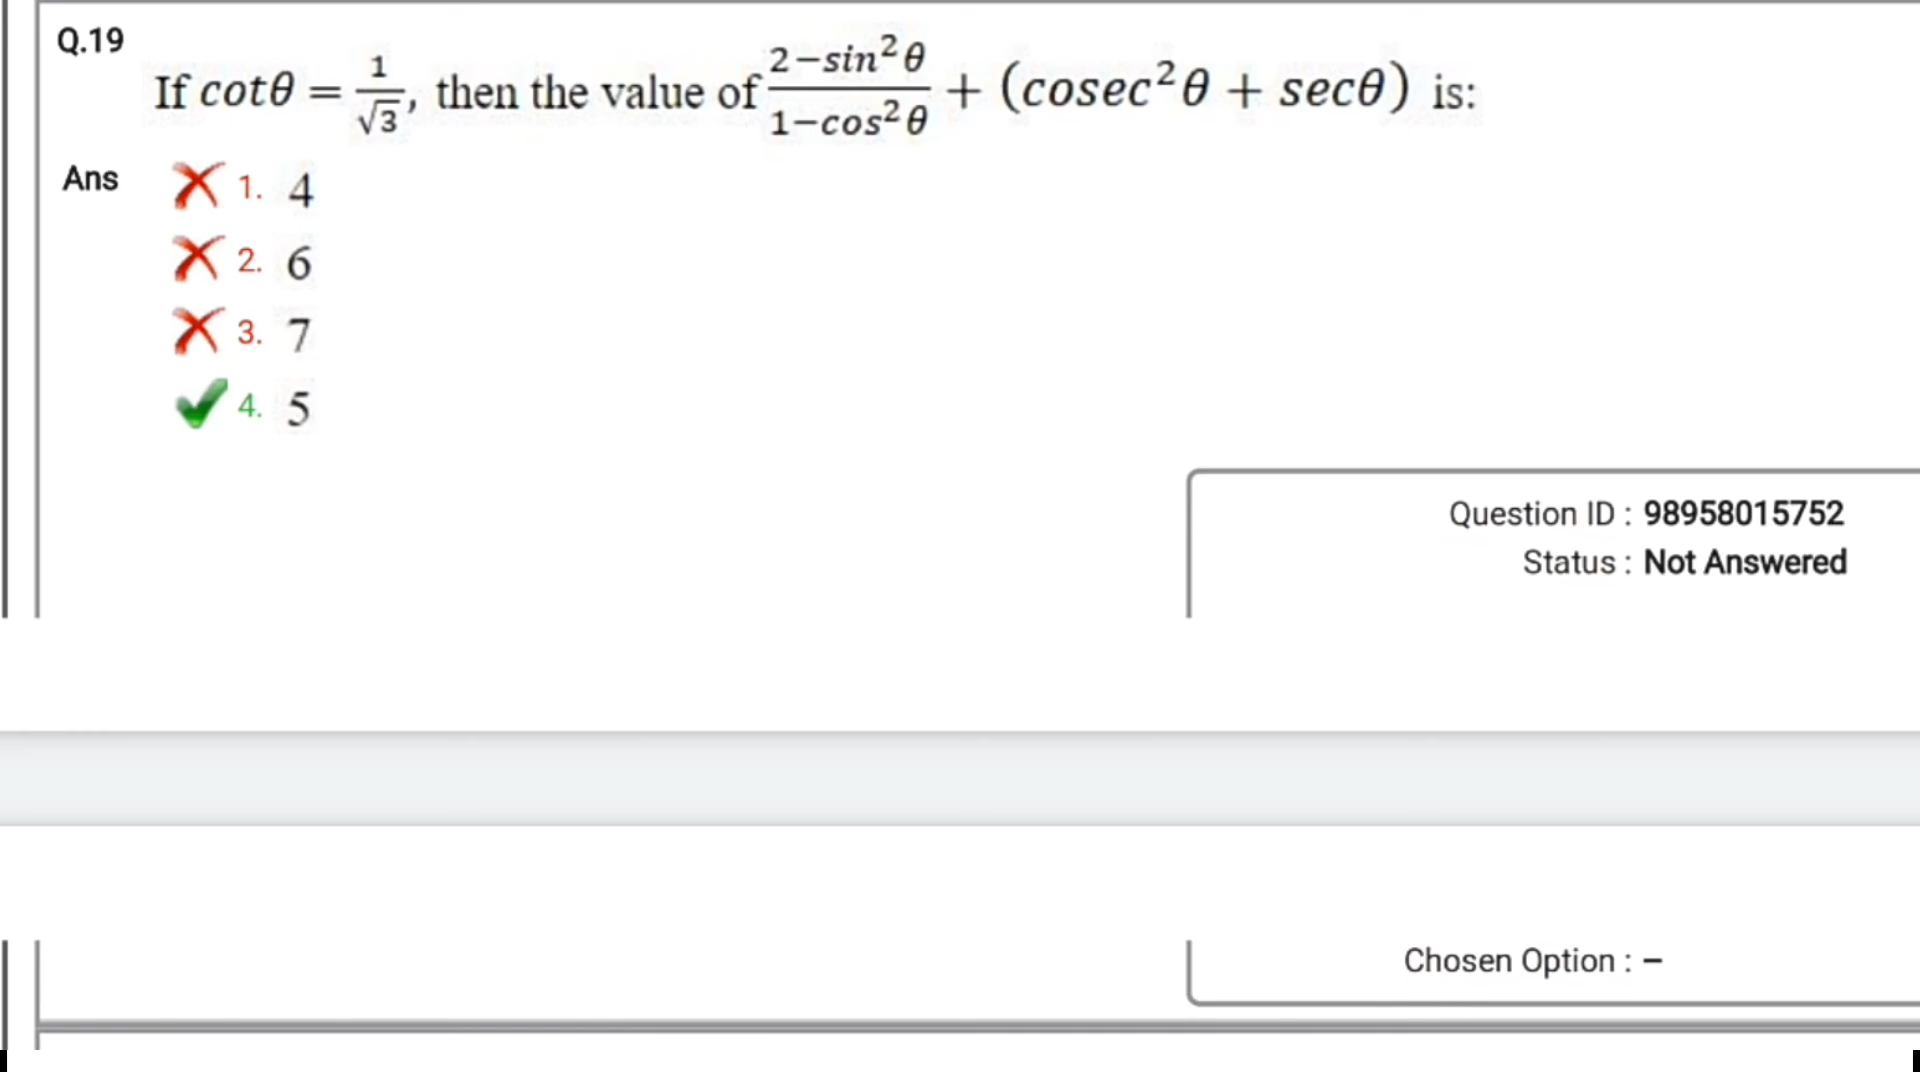 Q.19
If cotθ = 1/√3, then the value of (2−sin²θ)/(1−cos²θ) + (cosec²θ + secθ) is:
Ans
1. 4
2. 6
3. 7
4. 5
Question ID : 98958015752
Status : Not Answered
Chosen Option : –